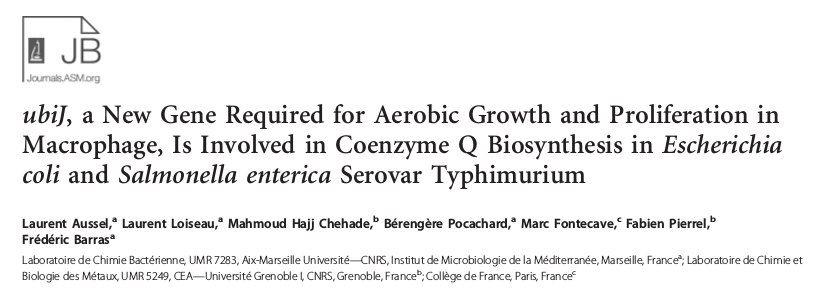 JB
Journals.ASM.org
ubiJ, a New Gene Required for Aerobic Growth and Proliferation in
Macrophage, Is Involved in Coenzyme Q Biosynthesis in Escherichia
coli and Salmonella enterica Serovar Typhimurium
Laurent Aussel,ᵃ Laurent Loiseau,ᵃ Mahmoud Hajj Chehade,ᵇ Bérengère Pocachard,ᵃ Marc Fontecave,ᶜ Fabien Pierrel,ᵇ
Frédéric Barrasᵃ
Laboratoire de Chimie Bactérienne, UMR 7283, Aix-Marseille Université—CNRS, Institut de Microbiologie de la Méditerranée, Marseille, Franceᵃ; Laboratoire de Chimie et
Biologie des Métaux, UMR 5249, CEA—Université Grenoble I, CNRS, Grenoble, Franceᵇ; Collège de France, Paris, Franceᶜ